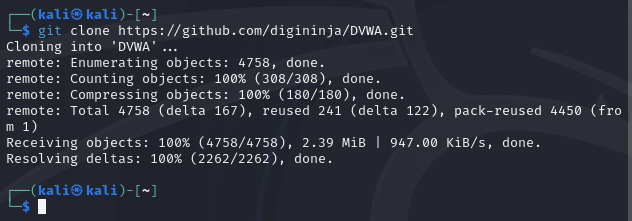 ┌──(kali㉿kali)-[~]
└─$ git clone https://github.com/digininja/DVWA.git
Cloning into 'DVWA'...
remote: Enumerating objects: 4758, done.
remote: Counting objects: 100% (308/308), done.
remote: Compressing objects: 100% (180/180), done.
remote: Total 4758 (delta 167), reused 241 (delta 122), pack-reused 4450 (fro
m 1)
Receiving objects: 100% (4758/4758), 2.39 MiB | 947.00 KiB/s, done.
Resolving deltas: 100% (2262/2262), done.
┌──(kali㉿kali)-[~]
└─$